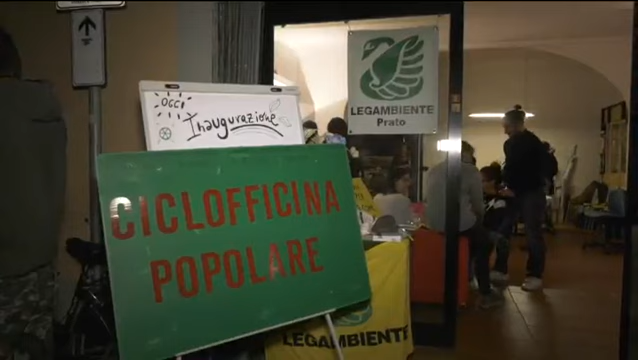 OGGI
Inaugurazione
CICLOFFICINA
POPOLARE
LEGAMBIENTE
Prato
LEGAMBIENTE